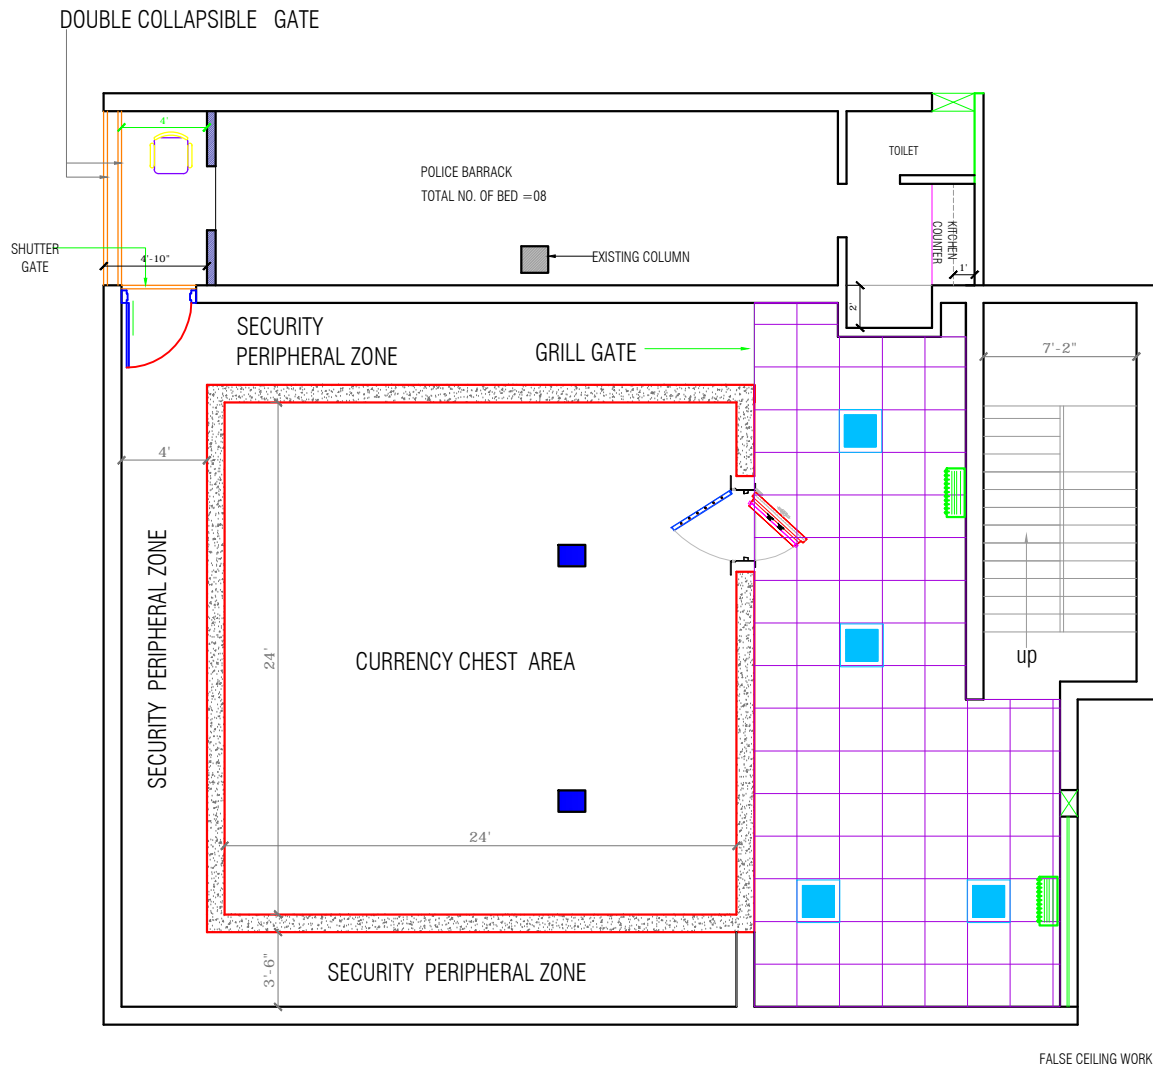 DOUBLE COLLAPSIBLE GATE
4'
TOILET
POLICE BARRACK
TOTAL NO. OF BED =08
KITCHEN
COUNTER
SHUTTER
GATE
4'-10"
EXISTING COLUMN
1'
2'
SECURITY
PERIPHERAL ZONE
GRILL GATE
7'-2"
4'
SECURITY PERIPHERAL ZONE
24'
CURRENCY CHEST AREA
up
24'
3'-6"
SECURITY PERIPHERAL ZONE
FALSE CEILING WORK